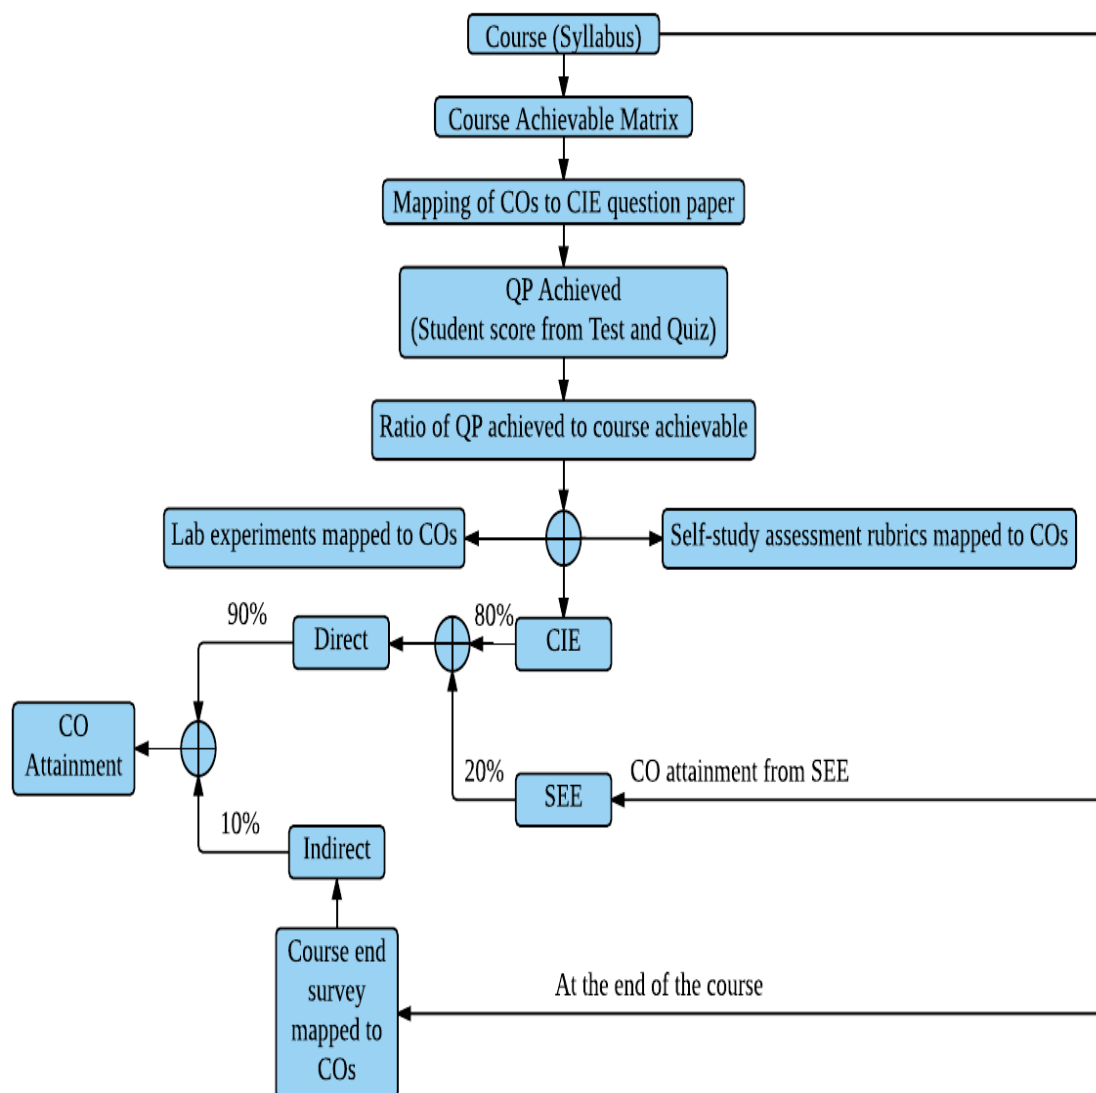 Course (Syllabus)
Course Achievable Matrix
Mapping of COs to CIE question paper
QP Achieved
(Student score from Test and Quiz)
Ratio of QP achieved to course achievable
Lab experiments mapped to COs
Self-study assessment rubrics mapped to COs
90%
Direct
80%
CIE
CO
Attainment
20%
SEE
CO attainment from SEE
10%
Indirect
Course end
survey
mapped to
COs
At the end of the course